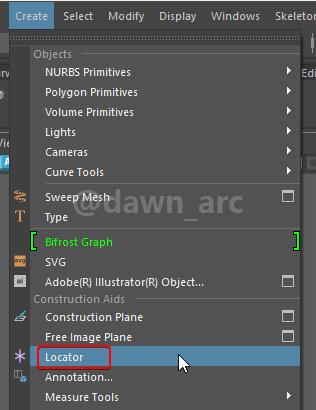 Create Select Modify Display Windows Skeleto
Objects
NURBS Primitives
Polygon Primitives
Volume Primitives
Lights
Cameras
Curve Tools
Sweep Mesh
@dawn_arc
Type
Bifrost Graph
SVG
Adobe(R) Illustrator(R) Object...
Construction Aids
Construction Plane
Free Image Plane
Locator
Annotation...
Measure Tools